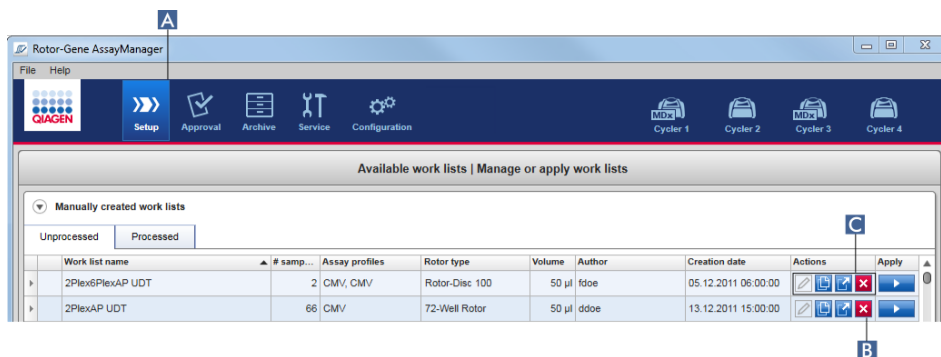 A
Rotor-Gene AssayManager
File Help
QIAGEN
Setup Approval Archive Service Configuration MDx Cycler 1 Cycler 2 MDx Cycler 3 Cycler 4
Available work lists | Manage or apply work lists
Manually created work lists
C
Unprocessed Processed
Work list name # samp... Assay profiles Rotor type Volume Author Creation date Actions Apply
2Plex6PlexAP UDT 2 CMV, CMV Rotor-Disc 100 50 µl fdoe 05.12.2011 06:00:00
2PlexAP UDT 66 CMV 72-Well Rotor 50 µl ddoe 13.12.2011 15:00:00
B